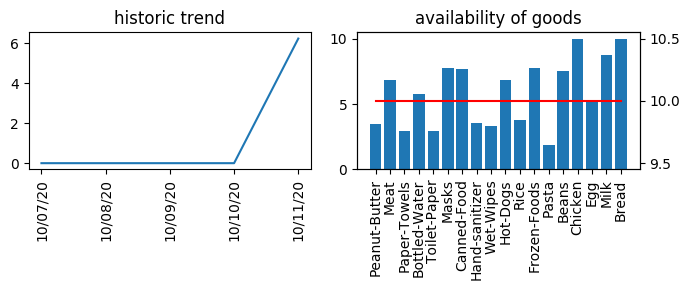 historic trend
6
4
2
0
10/07/20
10/08/20
10/09/20
10/10/20
10/11/20
availability of goods
10
5
0
10.5
10.0
9.5
Peanut-Butter
Meat
Paper-Towels
Bottled-Water
Toilet-Paper
Masks
Canned-Food
Hand-sanitizer
Wet-Wipes
Hot-Dogs
Rice
Frozen-Foods
Pasta
Beans
Chicken
Egg
Milk
Bread